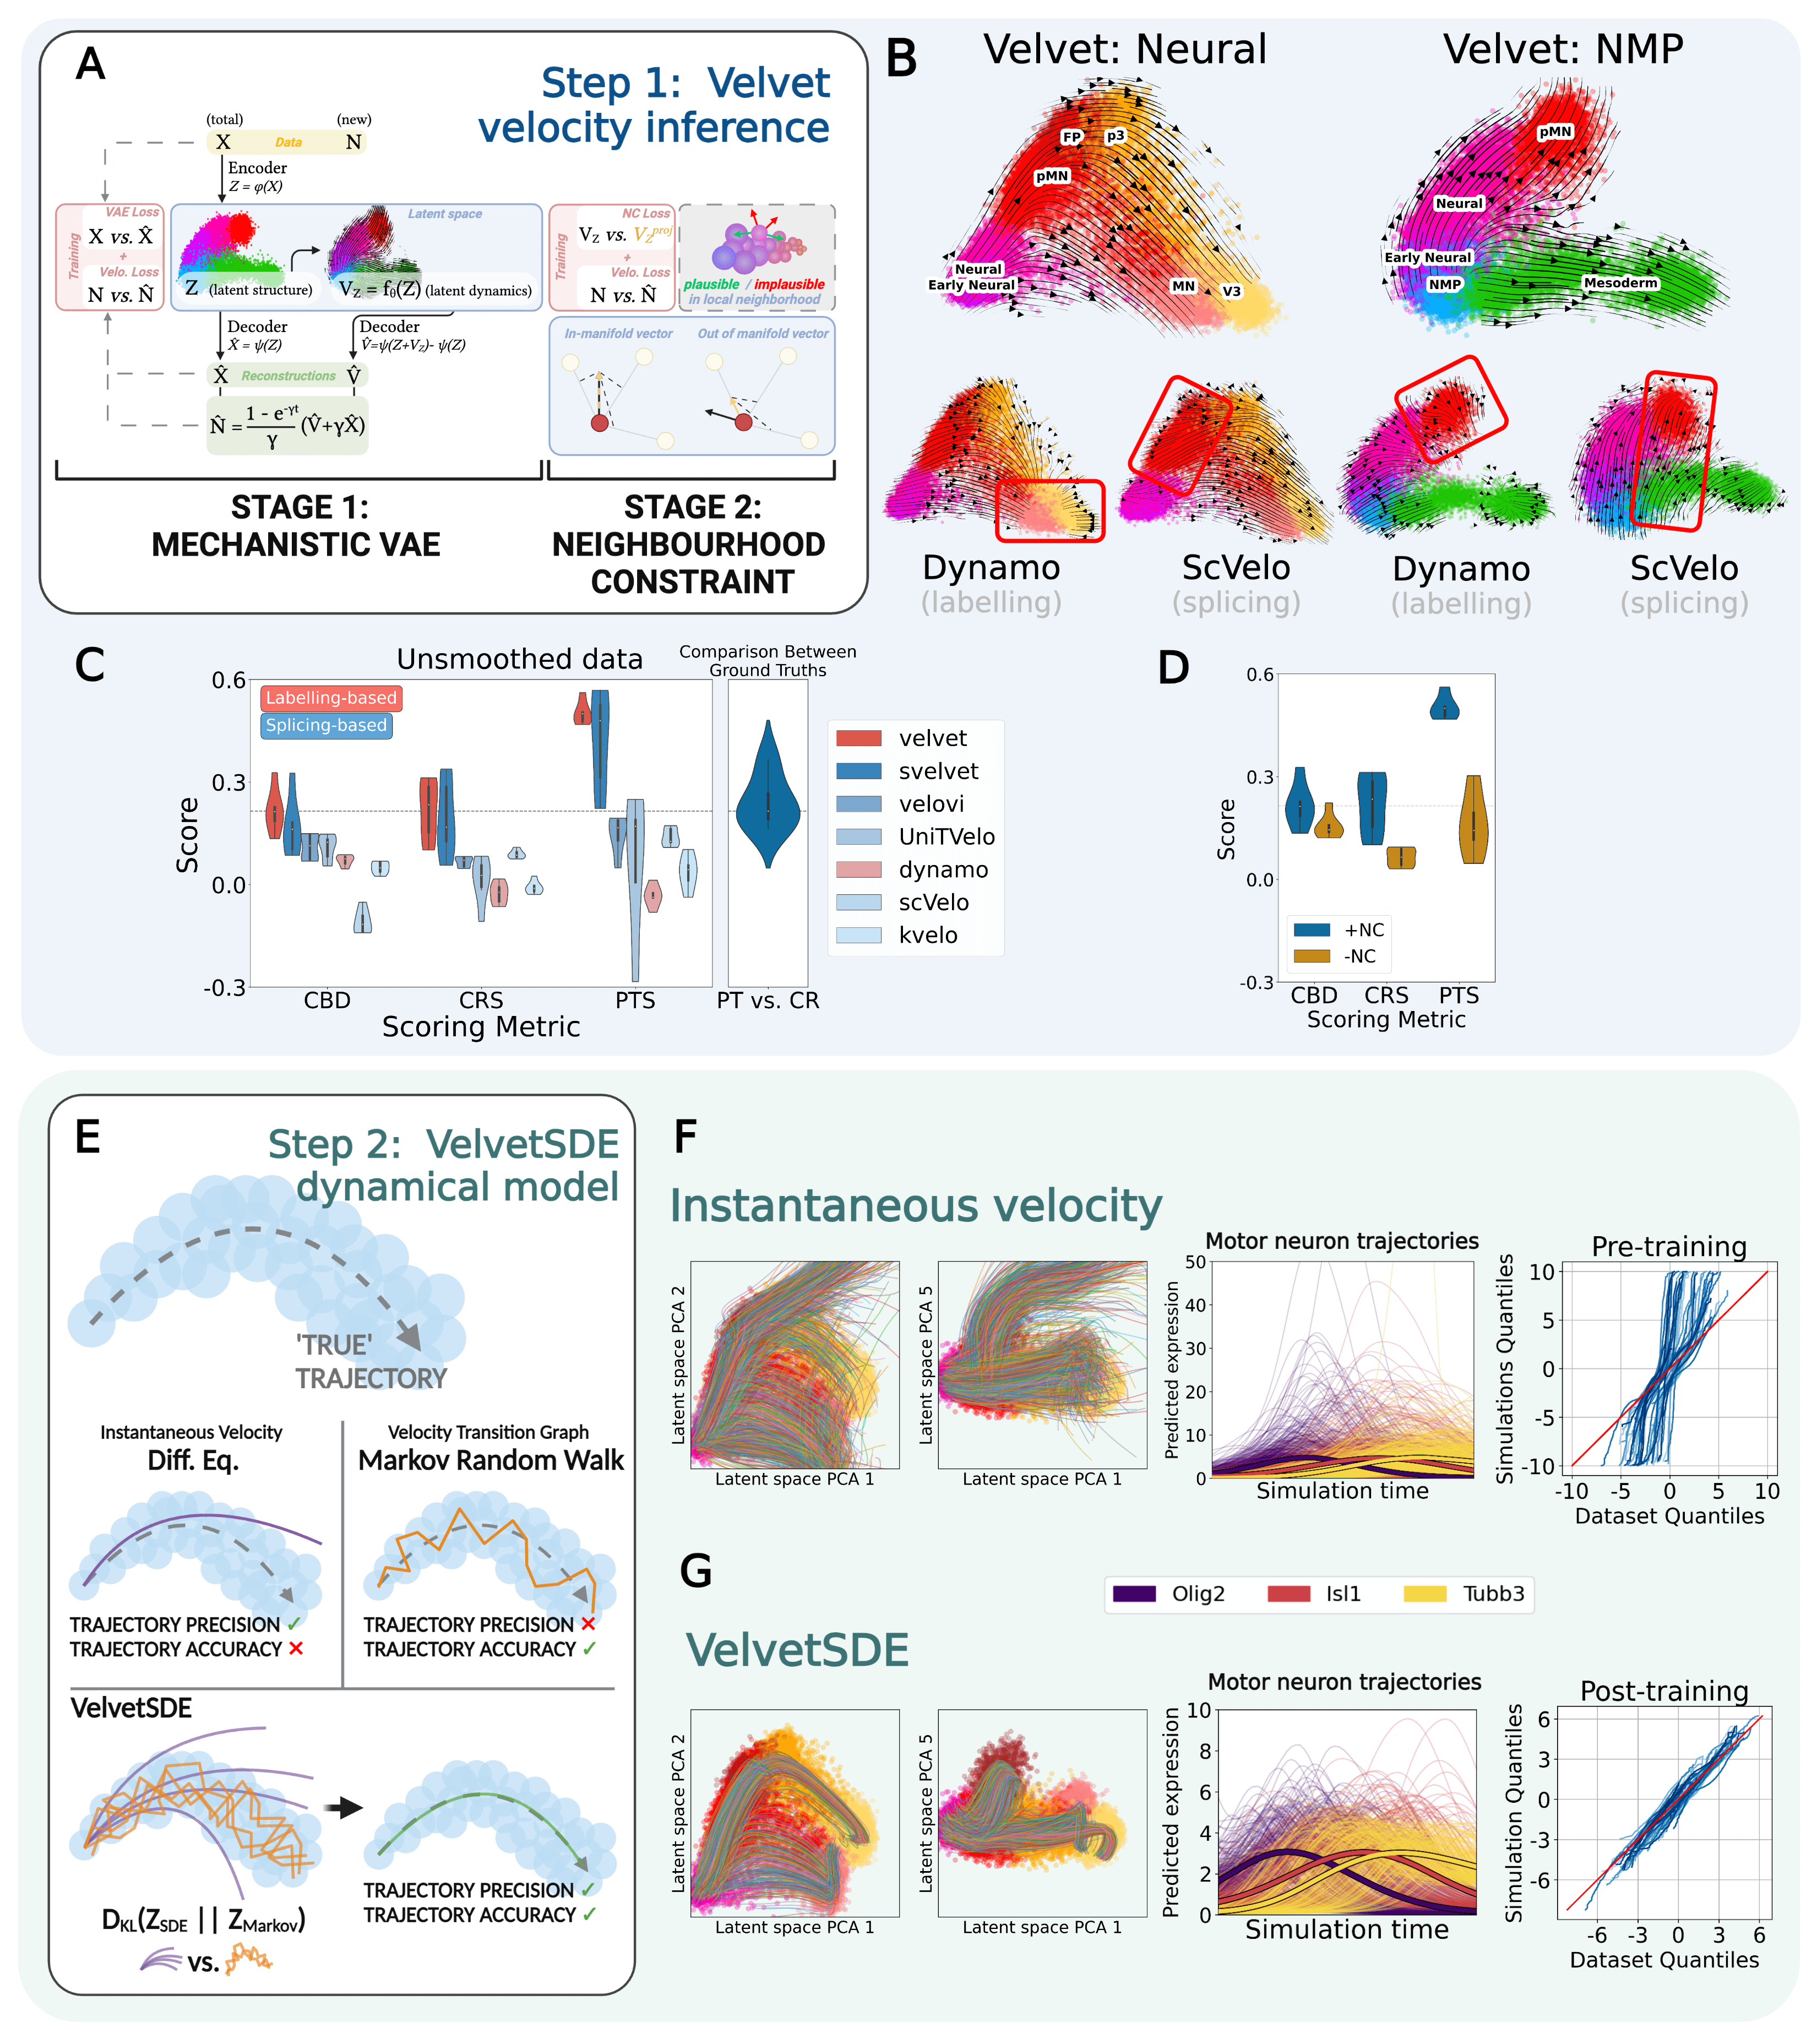 A
Step 1: Velvet
velocity inference
(total)
(new)
X
Data
N
Encoder
Z = φ(X)
Training
VAE Loss
X vs. X̂
+
Velo. Loss
N vs. N̂
Latent space
Z (latent structure)
V_Z = f_θ(Z) (latent dynamics)
Decoder
X̂ = ψ(Z)
Decoder
V̂=ψ(Z+V_Z)- ψ(Z)
X̂
Reconstructions
V̂
N̂ = (1 - e^-γt)/γ (V̂+γX̂)
Training
NC Loss
V_Z vs. V_Z^proj
+
Velo. Loss
N vs. N̂
plausible / implausible
in local neighborhood
In-manifold vector
Out of manifold vector
STAGE 1:
MECHANISTIC VAE
STAGE 2:
NEIGHBOURHOOD
CONSTRAINT
B
Velvet: Neural
Velvet: NMP
FP
p3
pMN
Neural
Early Neural
MN
V3
pMN
Neural
Early Neural
NMP
Mesoderm
Dynamo
(labelling)
ScVelo
(splicing)
Dynamo
(labelling)
ScVelo
(splicing)
C
Unsmoothed data
Comparison Between
Ground Truths
Labelling-based
Splicing-based
Score
0.6
0.3
0.0
-0.3
CBD
CRS
PTS
PT vs. CR
Scoring Metric
velvet
svelvet
velovi
UniTVelo
dynamo
scVelo
kvelo
D
Score
0.6
0.3
0.0
-0.3
+NC
-NC
CBD
CRS
PTS
Scoring Metric
E
Step 2: VelvetSDE
dynamical model
'TRUE'
TRAJECTORY
Instantaneous Velocity
Diff. Eq.
Velocity Transition Graph
Markov Random Walk
TRAJECTORY PRECISION ✓
TRAJECTORY ACCURACY ✕
TRAJECTORY PRECISION ✕
TRAJECTORY ACCURACY ✓
VelvetSDE
D_KL(Z_SDE || Z_Markov)
vs.
TRAJECTORY PRECISION ✓
TRAJECTORY ACCURACY ✓
F
Instantaneous velocity
Latent space PCA 2
Latent space PCA 1
Latent space PCA 5
Latent space PCA 1
Motor neuron trajectories
Predicted expression
50
40
30
20
10
0
Simulation time
Pre-training
Simulations Quantiles
10
5
0
-5
-10
-10
-5
0
5
10
Dataset Quantiles
G
Olig2
Isl1
Tubb3
VelvetSDE
Latent space PCA 2
Latent space PCA 1
Latent space PCA 5
Latent space PCA 1
Motor neuron trajectories
Predicted expression
10
8
6
4
2
0
Simulation time
Post-training
Simulation Quantiles
6
3
0
-3
-6
-6
-3
0
3
6
Dataset Quantiles